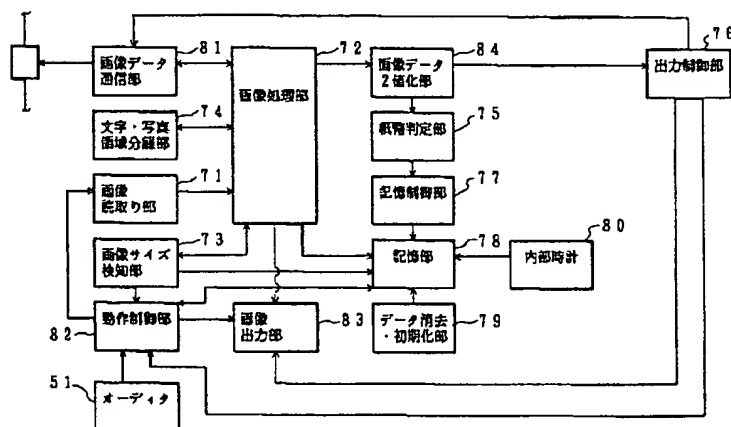 81
画像データ
通信部
72
画像処理部
84
画像データ
2値化部
76
出力制御部
74
文字・写真
領域分離部
75
紙幣判定部
71
画像
読取り部
77
記憶制御部
73
画像サイズ
検知部
78
記憶部
80
内部時計
82
動作制御部
画像
出力部
83
データ消去
・初期化部
79
51
オーディタ